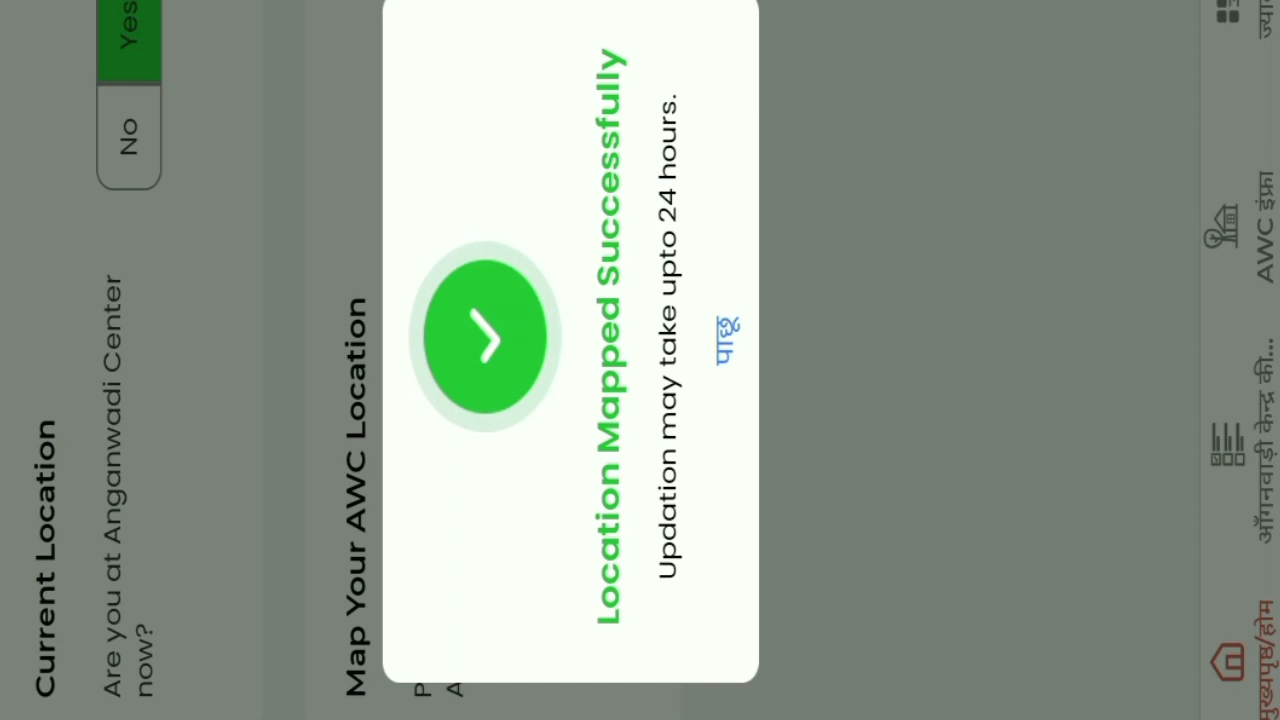 Current Location
Are you at Anganwadi Center
now?
No
Yes
Map Your AWC Location
P
A
Location Mapped Successfully
Updation may take upto 24 hours.
पाछू
मुख्यपृष्ठ/होम
ऑंगनवाड़ी केन्द्र की...
AWC इंफ्रा